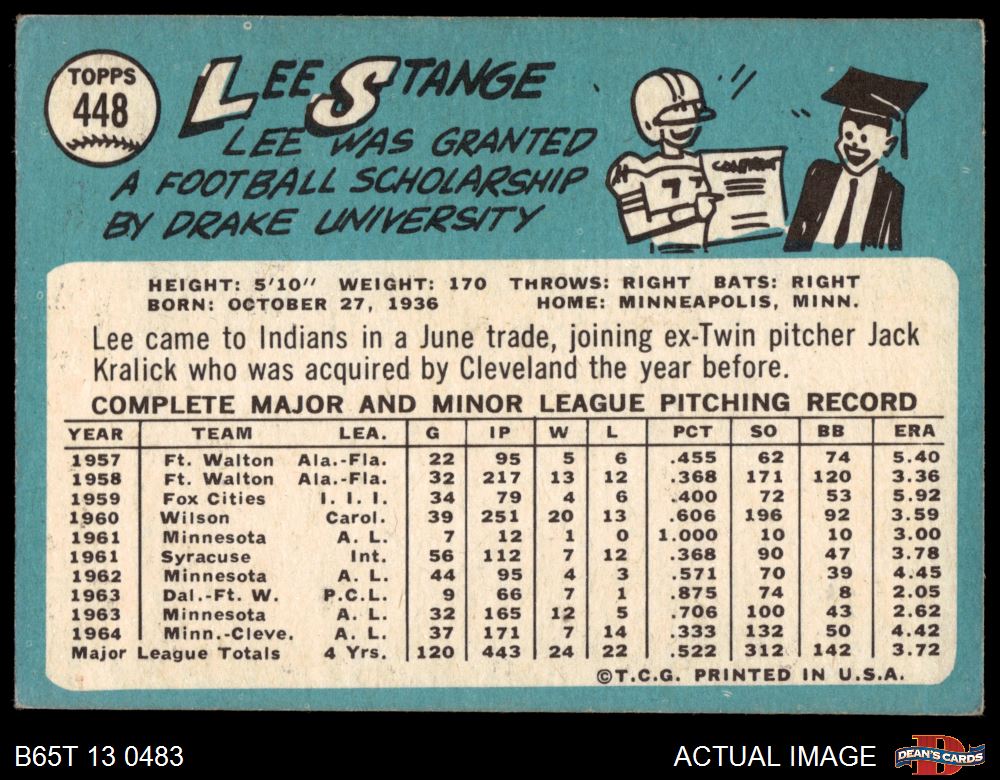 TOPPS
448
LEE STANGE
LEE WAS GRANTED
A FOOTBALL SCHOLARSHIP
BY DRAKE UNIVERSITY
CONTRACT
77
HEIGHT: 5'10" WEIGHT: 170 THROWS: RIGHT BATS: RIGHT
BORN: OCTOBER 27, 1936 HOME: MINNEAPOLIS, MINN.
Lee came to Indians in a June trade, joining ex-Twin pitcher Jack
Kralick who was acquired by Cleveland the year before.
COMPLETE MAJOR AND MINOR LEAGUE PITCHING RECORD
YEAR TEAM LEA. G IP W L PCT SO BB ERA
1957 Ft. Walton Ala.-Fla. 22 95 5 6 .455 62 74 5.40
1958 Ft. Walton Ala.-Fla. 32 217 13 12 .368 171 120 3.36
1959 Fox Cities I. I. I. 34 79 4 6 .400 72 53 5.92
1960 Wilson Carol. 39 251 20 13 .606 196 92 3.59
1961 Minnesota A. L. 7 12 1 0 1.000 10 10 3.00
1961 Syracuse Int. 56 112 7 12 .368 90 47 3.78
1962 Minnesota A. L. 44 95 4 3 .571 70 39 4.45
1963 Dal.-Ft. W. P.C.L. 9 66 7 1 .875 74 8 2.05
1963 Minnesota A. L. 32 165 12 5 .706 100 43 2.62
1964 Minn.-Cleve. A. L. 37 171 7 14 .333 132 50 4.42
Major League Totals 4 Yrs. 120 443 24 22 .522 312 142 3.72
©T.C.G. PRINTED IN U.S.A.
B65T 13 0483
ACTUAL IMAGE
DEAN'S CARDS